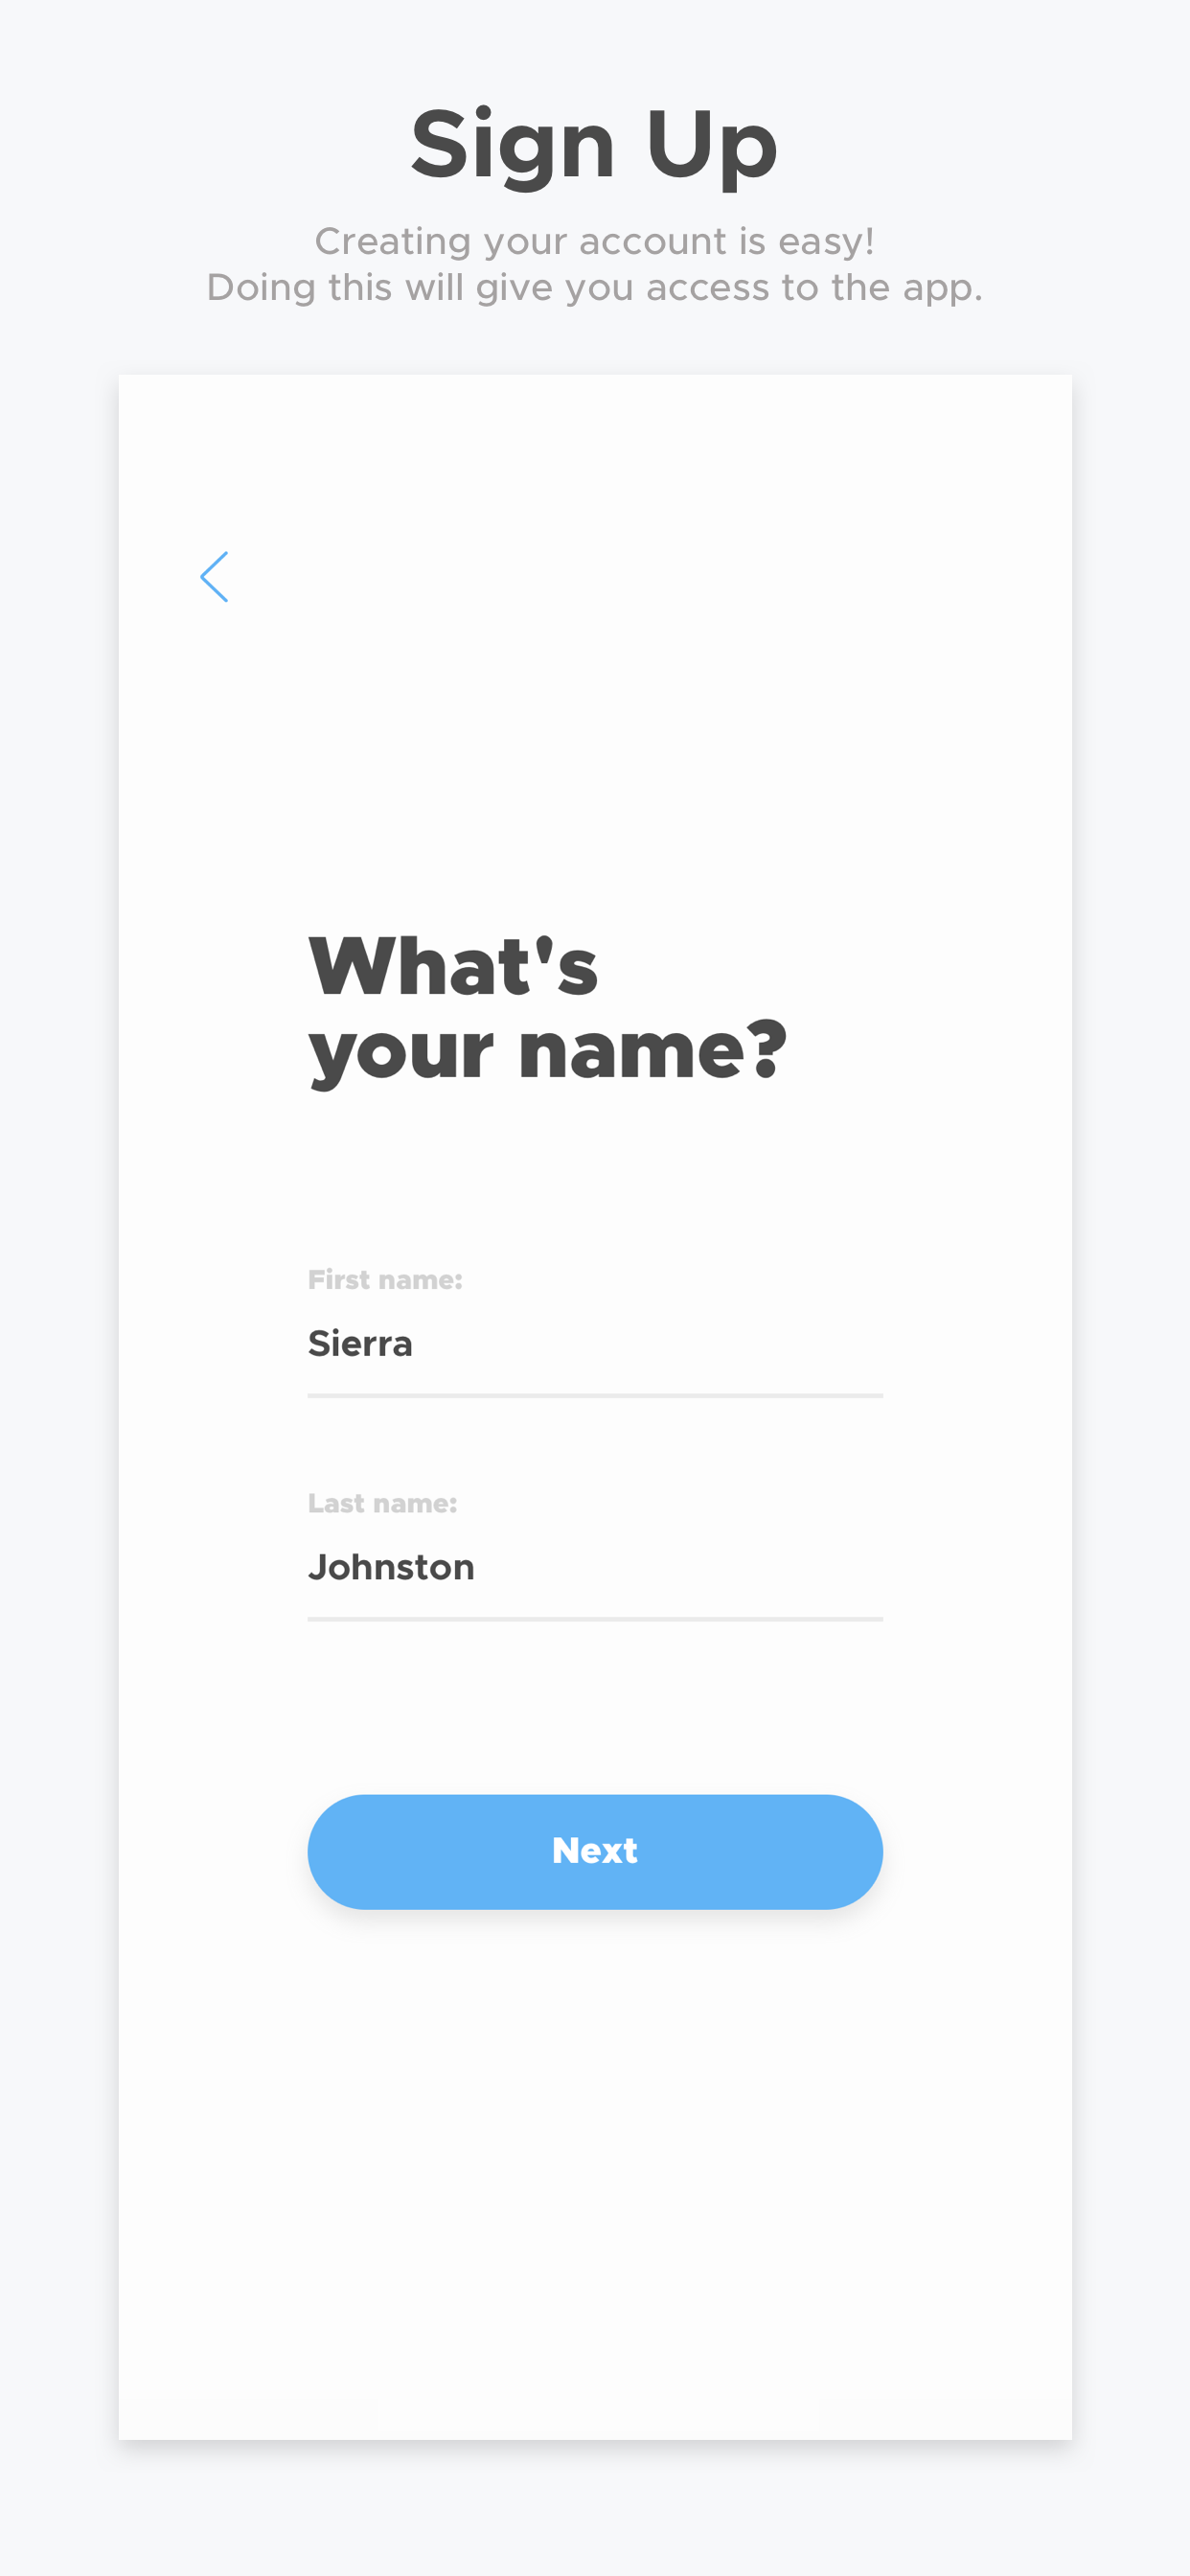 Sign Up
Creating your account is easy!
Doing this will give you access to the app.
What's
your name?
First name:
Sierra
Last name:
Johnston
Next